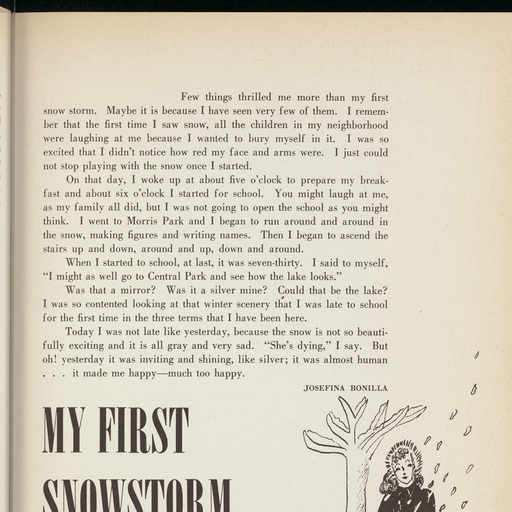 Few things thrilled me more than my first
snow storm. Maybe it is because I have seen very few of them. I remem-
ber that the first time I saw snow, all the children in my neighborhood
were laughing at me because I wanted to bury myself in it. I was so
excited that I didn't notice how red my face and arms were. I just could
not stop playing with the snow once I started.
On that day, I woke up at about five o'clock to prepare my break-
fast and about six o'clock I started for school. You might laugh at me,
as my family all did, but I was not going to open the school as you might
think. I went to Morris Park and I began to run around and around in
the snow, making figures and writing names. Then I began to ascend the
stairs up and down, around and up, down and around.
When I started to school, at last, it was seven-thirty. I said to myself,
"I might as well go to Central Park and see how the lake looks."
Was that a mirror? Was it a silver mine? Could that be the lake?
I was so contented looking at that winter scenery that I was late to school
for the first time in the three terms that I have been here.
Today I was not late like yesterday, because the snow is not so beauti-
fully exciting and it is all gray and very sad. "She's dying," I say. But
oh! yesterday it was inviting and shining, like silver; it was almost human
. . . it made me happy—much too happy.
JOSEFINA BONILLA
MY FIRST
SNOWSTORM